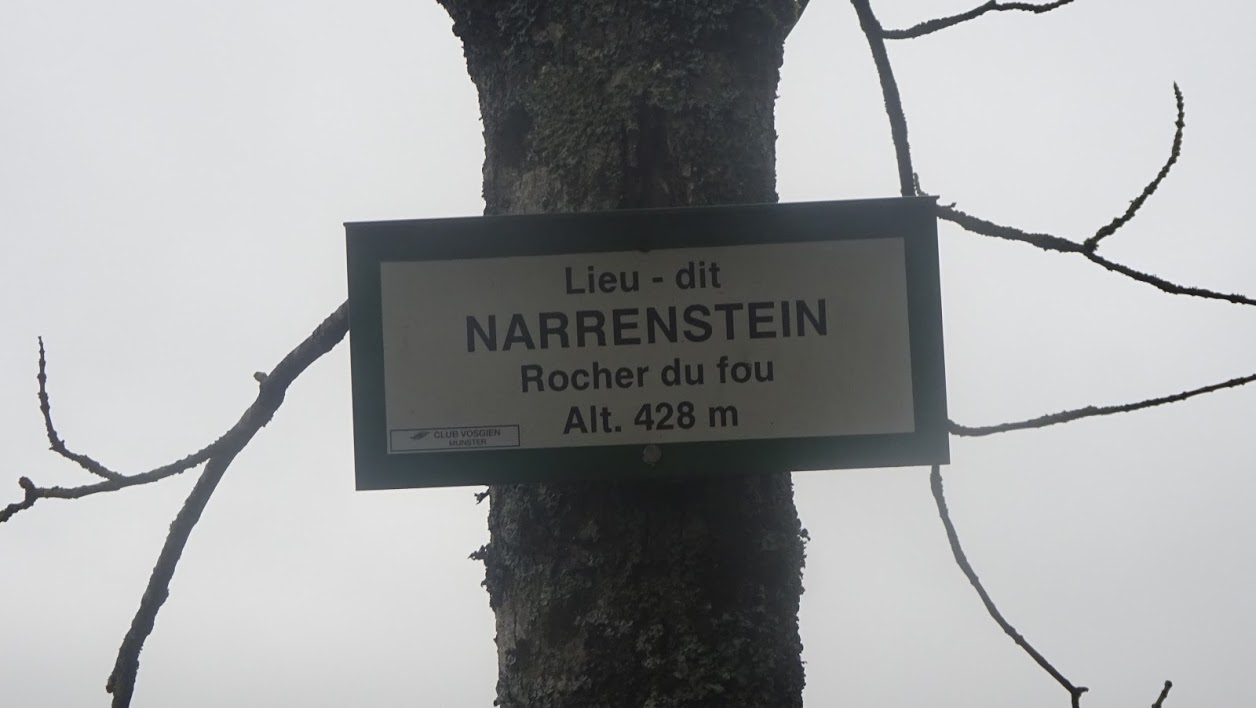 Lieu - dit
NARRENSTEIN
Rocher du fou
Alt. 428 m
CLUB VOSGIEN
MUNSTER